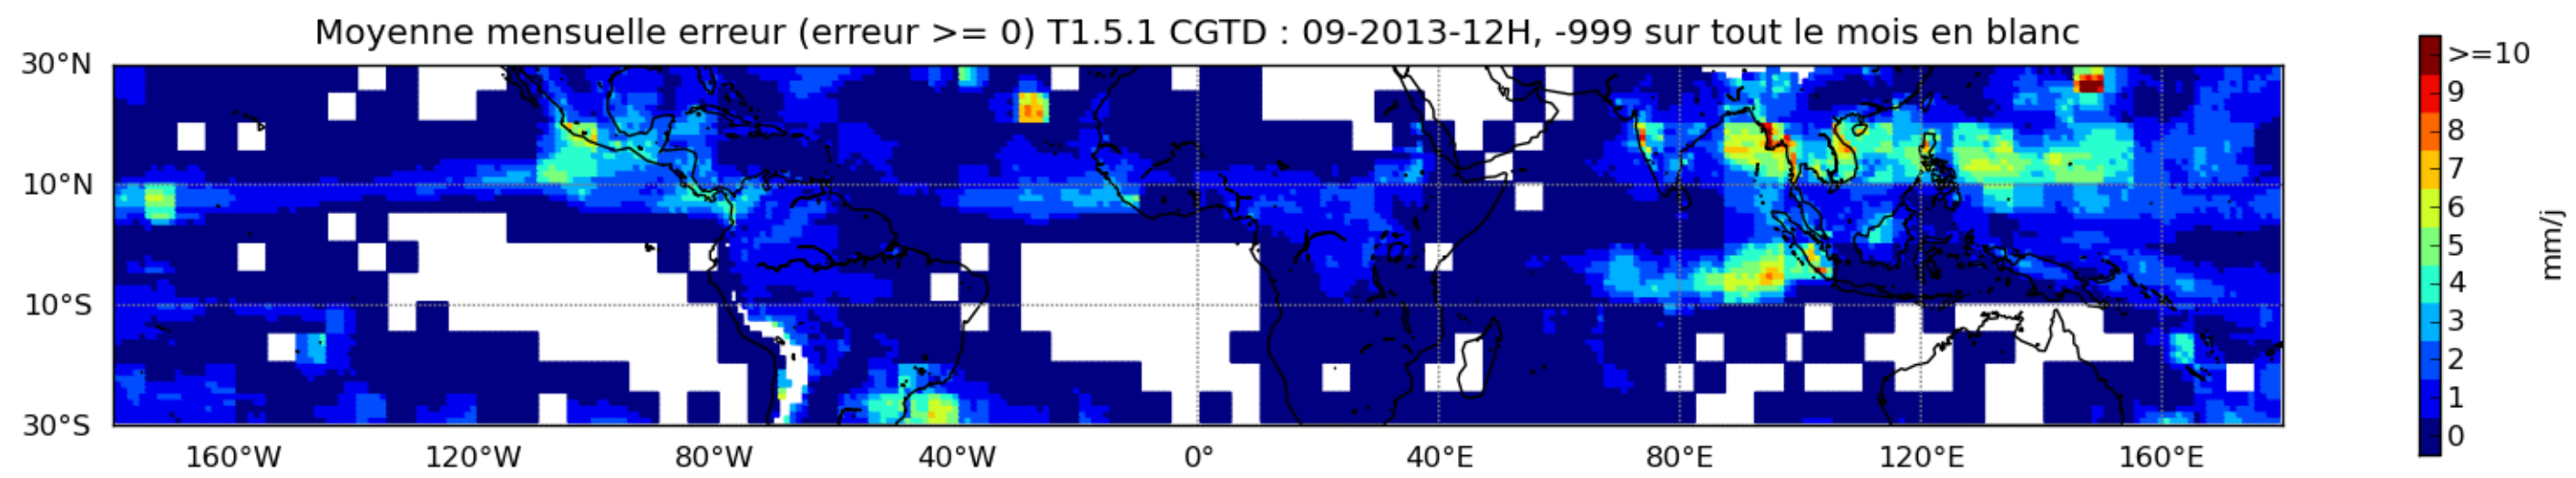 Moyenne mensuelle erreur (erreur >= 0) T1.5.1 CGTD : 09-2013-12H, -999 sur tout le mois en blanc
30°N
10°N
10°S
30°S
160°W 120°W 80°W 40°W 0° 40°E 80°E 120°E 160°E
>=10
9
8
7
6
5
4
3
2
1
0
mm/j